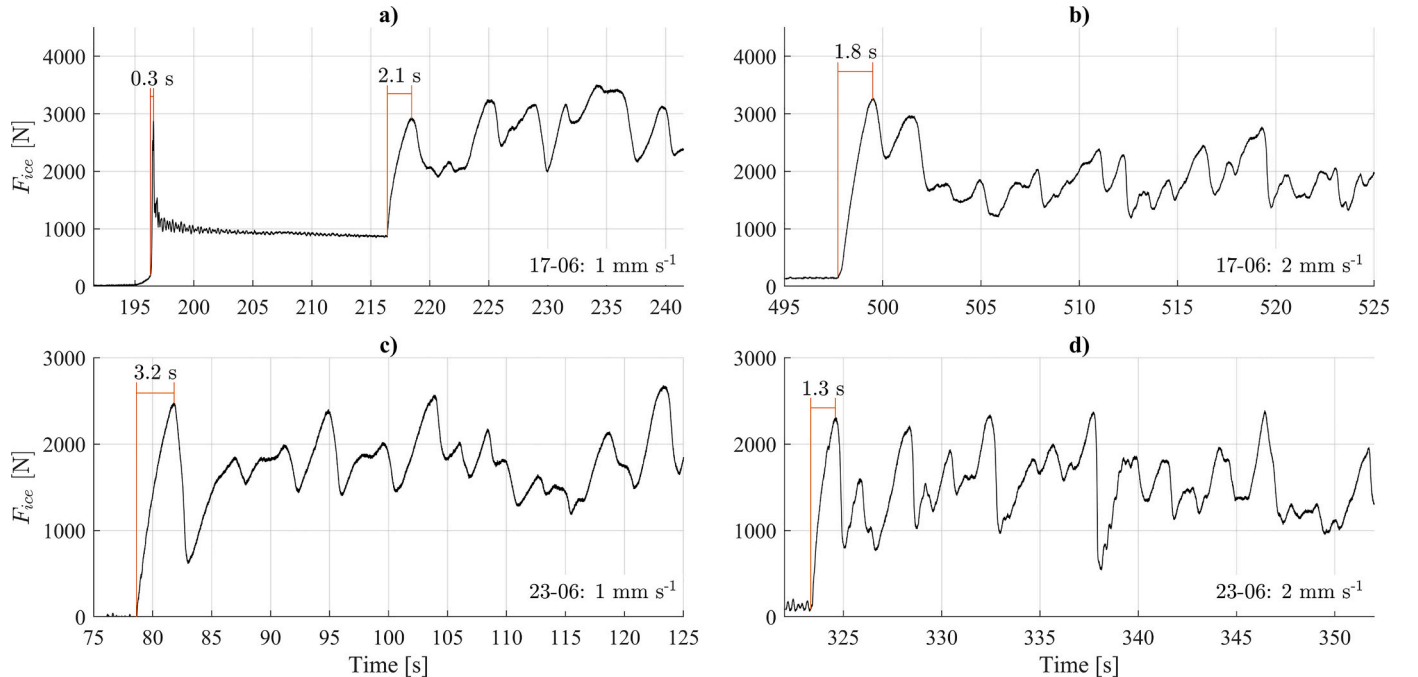 a)
4000
3000
2000
1000
0
F_ice [N]
0.3 s
2.1 s
17-06: 1 mm s⁻¹
195 200 205 210 215 220 225 230 235 240
b)
4000
3000
2000
1000
0
1.8 s
17-06: 2 mm s⁻¹
495 500 505 510 515 520 525
c)
3000
2000
1000
0
F_ice [N]
3.2 s
23-06: 1 mm s⁻¹
75 80 85 90 95 100 105 110 115 120 125
Time [s]
d)
3000
2000
1000
0
1.3 s
23-06: 2 mm s⁻¹
325 330 335 340 345 350
Time [s]